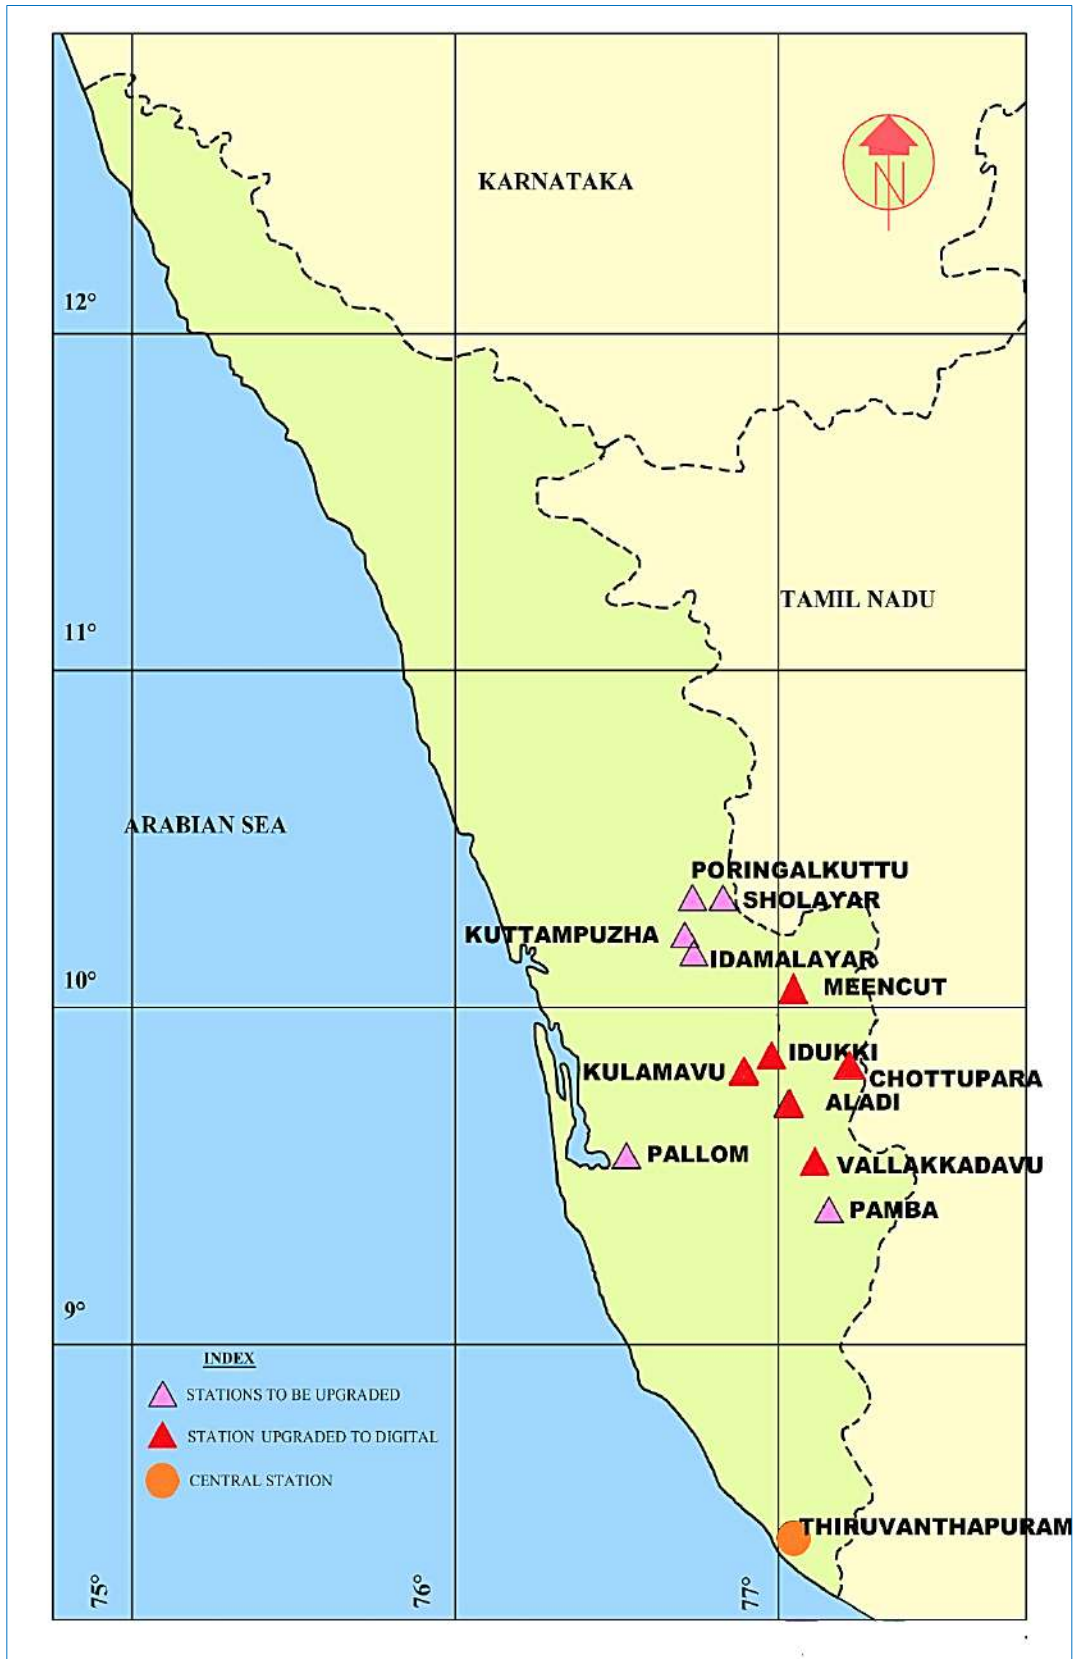 N
KARNATAKA
12°
TAMIL NADU
11°
ARABIAN SEA
PORINGALKUTTU
SHOLAYAR
KUTTAMPUZHA
IDAMALAYAR
10°
MEENCUT
IDUKKI
KULAMAVU
CHOTTUPARA
ALADI
PALLOM
VALLAKKADAVU
PAMBA
9°
INDEX
STATIONS TO BE UPGRADED
STATION UPGRADED TO DIGITAL
CENTRAL STATION
THIRUVANTHAPURAM
75°
76°
77°